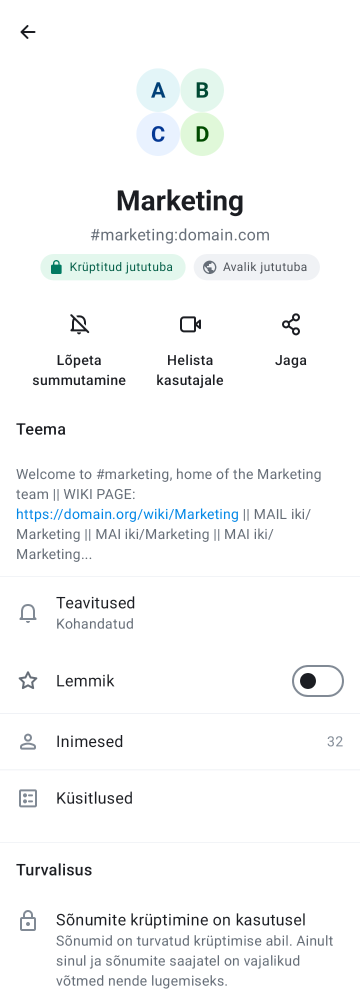 A B
C D
Marketing
#marketing:domain.com
Krüptitud jututuba Avalik jututuba
Lõpeta summutamine Helista kasutajale Jaga
Teema
Welcome to #marketing, home of the Marketing
team || WIKI PAGE:
https://domain.org/wiki/Marketing || MAIL iki/
Marketing || MAI iki/Marketing || MAI iki/
Marketing...
Teavitused
Kohandatud
Lemmik
Inimesed 32
Küsitlused
Turvalisus
Sõnumite krüptimine on kasutusel
Sõnumid on turvatud krüptimise abil. Ainult
sinul ja sõnumite saajatel on vajalikud
võtmed nende lugemiseks.